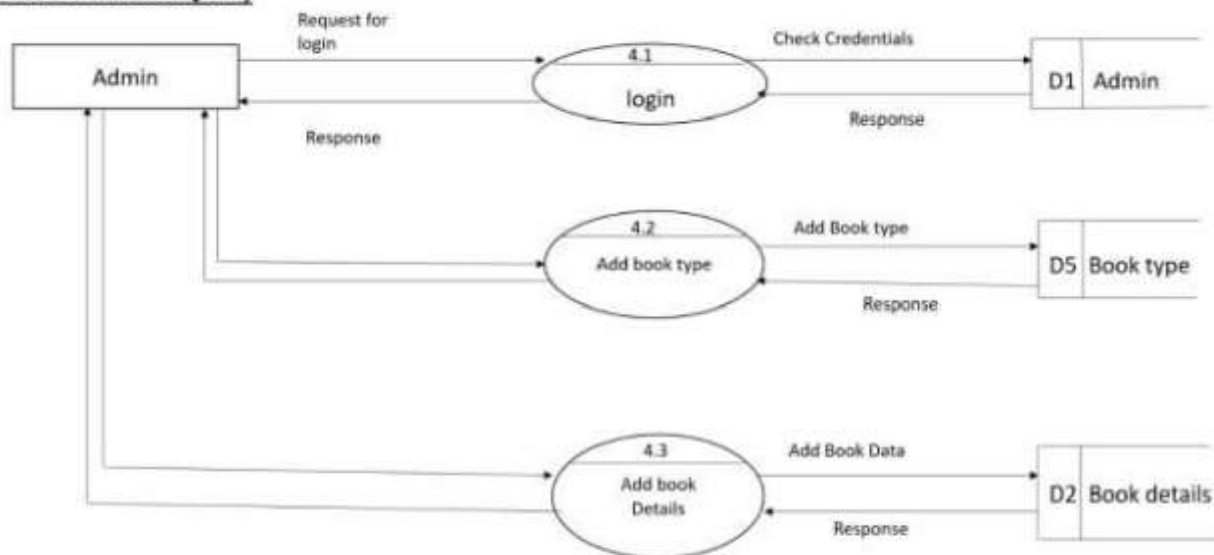 Request for
login
Check Credentials
Admin
4.1
login
D1 Admin
Response
Response
4.2
Add Book type
Add book type
D5 Book type
Response
4.3
Add Book Data
Add book
Details
D2 Book details
Response